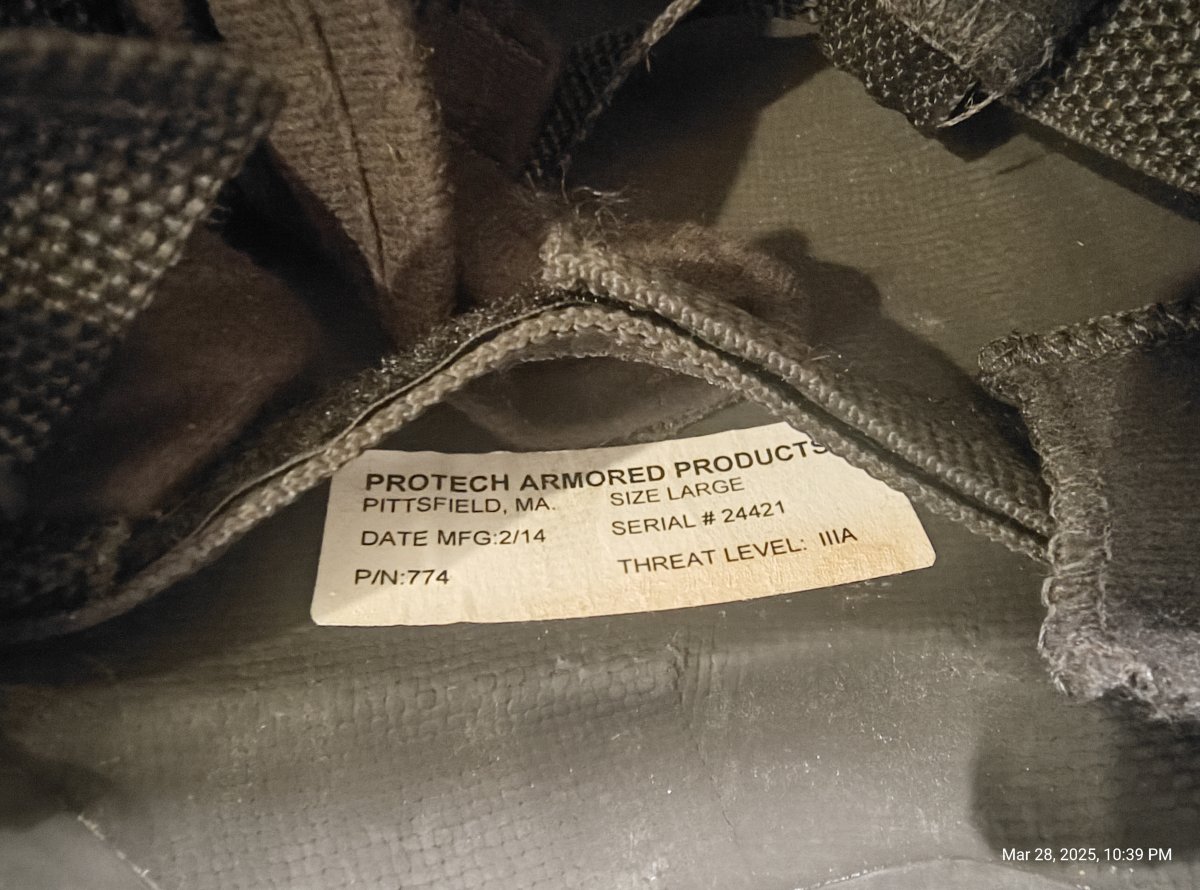 PROTECH ARMORED PRODUCTS
PITTSFIELD, MA.
SIZE LARGE
DATE MFG:2/14
SERIAL # 24421
P/N:774
THREAT LEVEL: IIIA
Mar 28, 2025, 10:39 PM